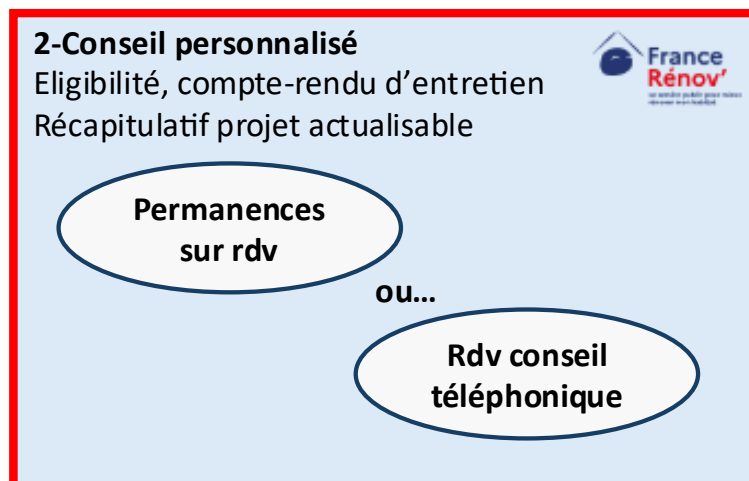 2-Conseil personnalisé
Eligibilité, compte-rendu d'entretien
Récapitulatif projet actualisable
France
Rénov'
Permanences
sur rdv
ou...
Rdv conseil
téléphonique